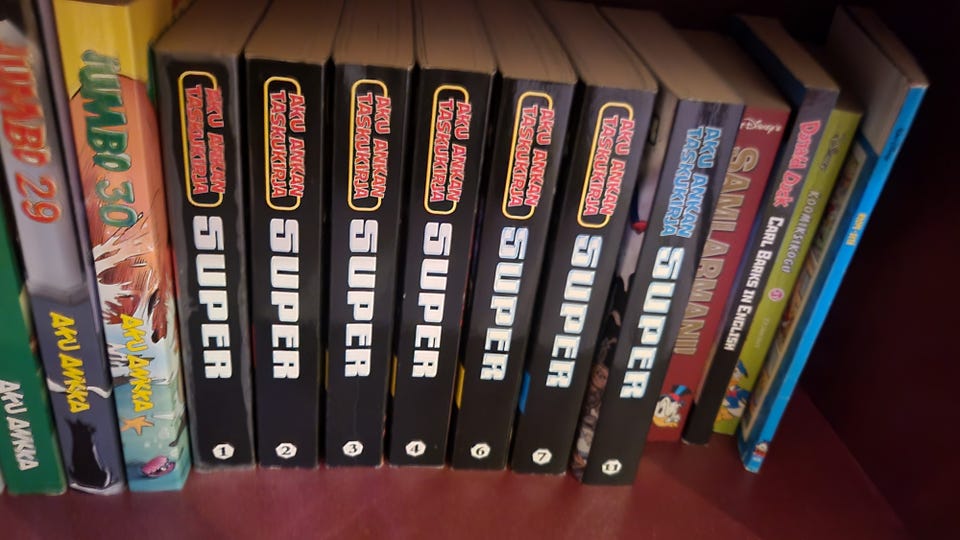 AKU ANKKA
JUMBO 29
AKU ANKKA
JUMBO 30
AKU ANKKA
AKU ANKAN
TASKUKIRJA
SUPER
1
AKU ANKAN
TASKUKIRJA
SUPER
2
AKU ANKAN
TASKUKIRJA
SUPER
3
AKU ANKAN
TASKUKIRJA
SUPER
4
AKU ANKAN
TASKUKIRJA
SUPER
6
AKU ANKAN
TASKUKIRJA
SUPER
7
AKU ANKAN
TASKUKIRJA
SUPER
11
Disney's
SAMLARMANI!
Donald Duck
CARL BARKS IN ENGLISH
Disney
KOOMIKSIKOGU